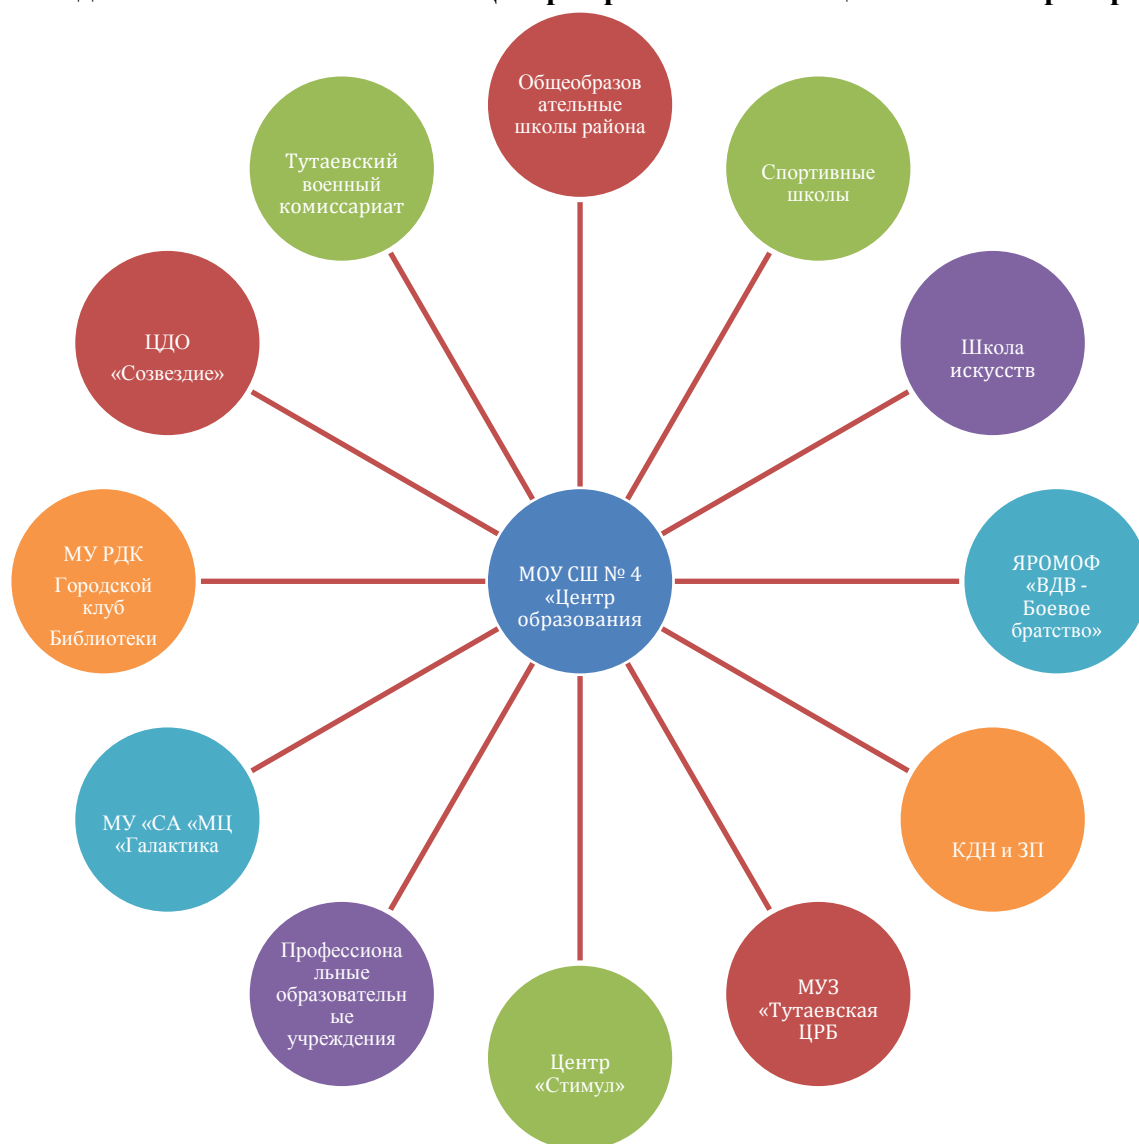 Общеобразов
ательные
школы района
Тутаевский
военный
комиссариат
Спортивные
школы
ЦДО
«Созвездие»
Школа
искусств
МУ РДК
Городской
клуб
Библиотеки
МОУ СШ № 4
«Центр
образования
ЯРОМОФ
«ВДВ -
Боевое
братство»
МУ «СА «МЦ
«Галактика
КДН и ЗП
Профессиона
льные
образовательн
ые
учреждения
МУЗ
«Тутаевская
ЦРБ
Центр
«Стимул»